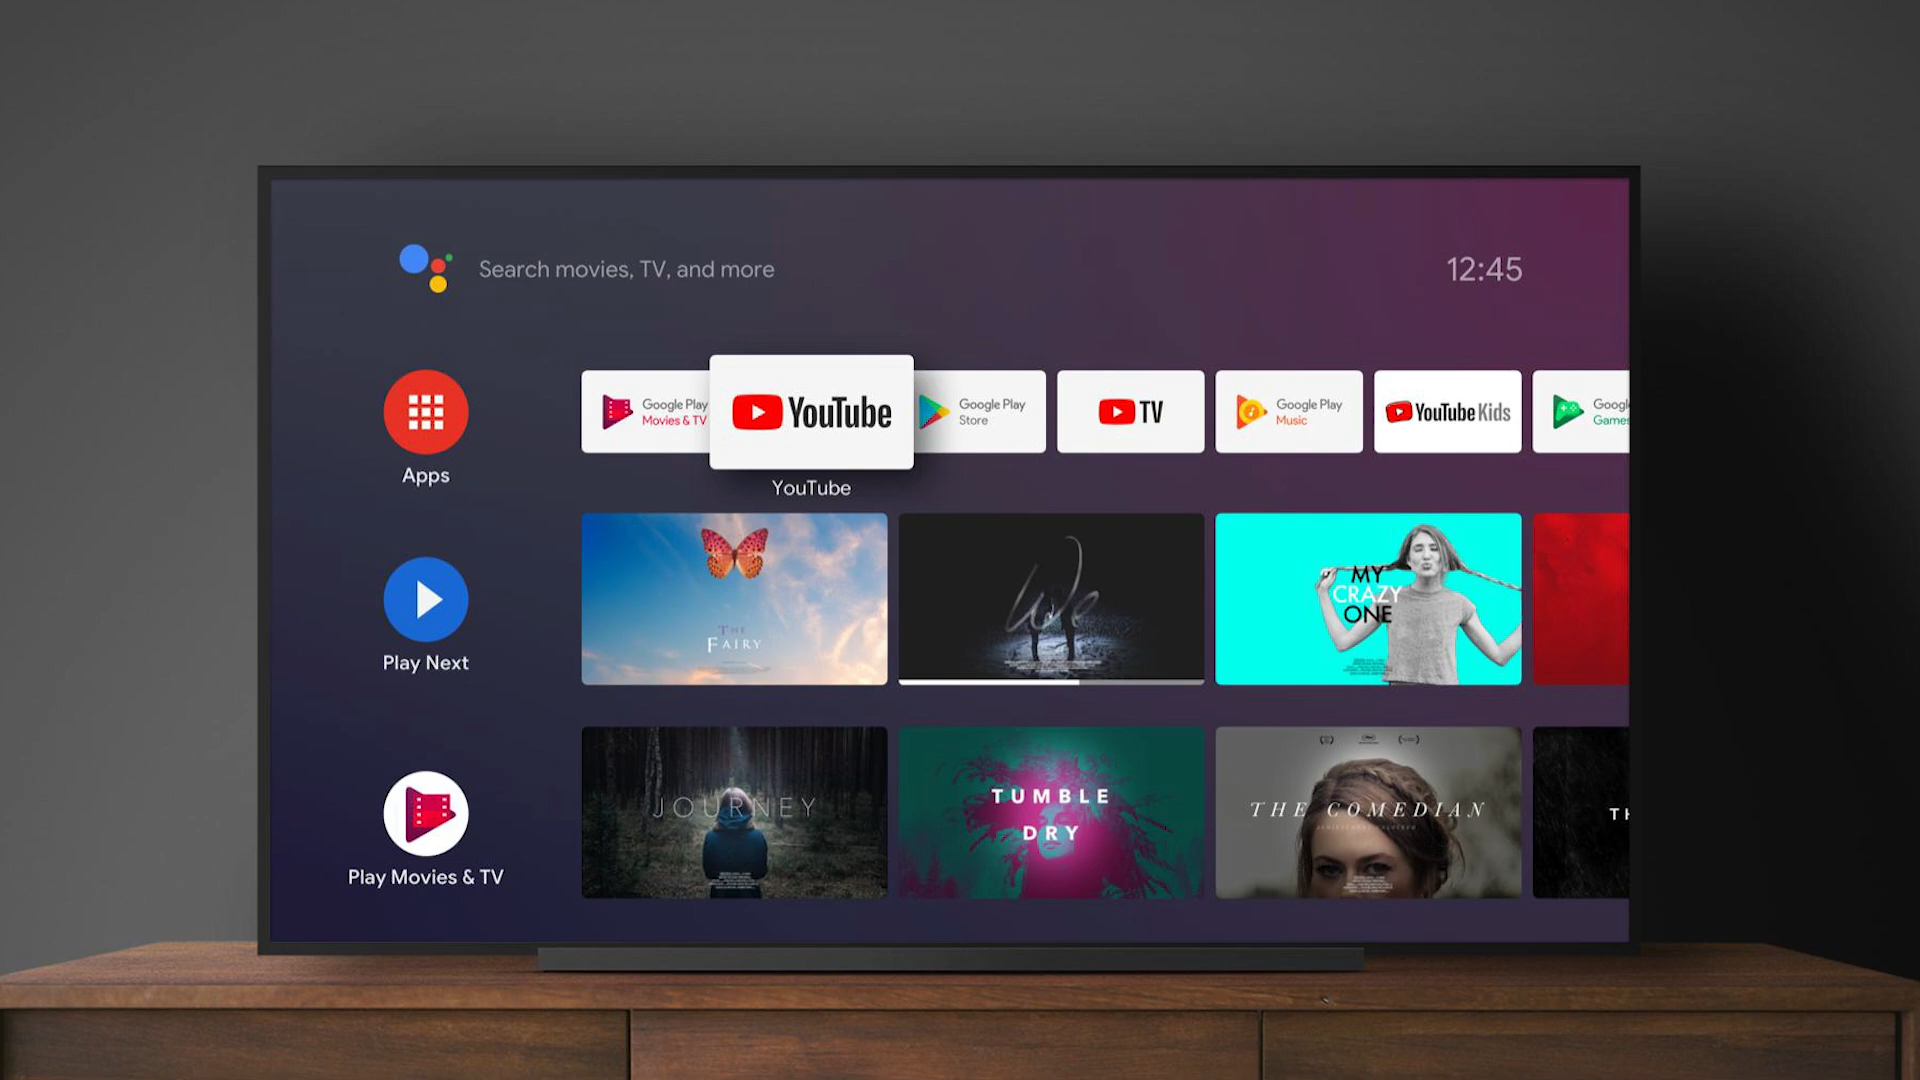 Search movies, TV, and more
12:45
Apps
Google Play
Movies & TV
YouTube
Google Play
Store
TV
Google Play
Music
YouTube Kids
YouTube
THE
FAIRY
We
MY
CRAZY
ONE
Play Next
JOURNEY
TUMBLE
DRY
THE COMEDIAN
Play Movies & TV